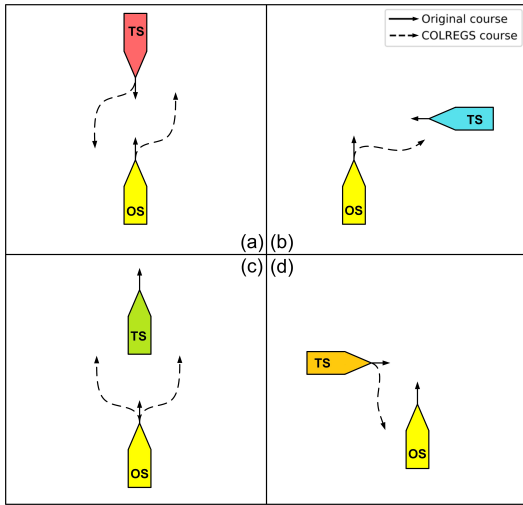 TS
OS
Original course
COLREGS course
TS
OS
(a)
(b)
(c)
(d)
TS
OS
TS
OS